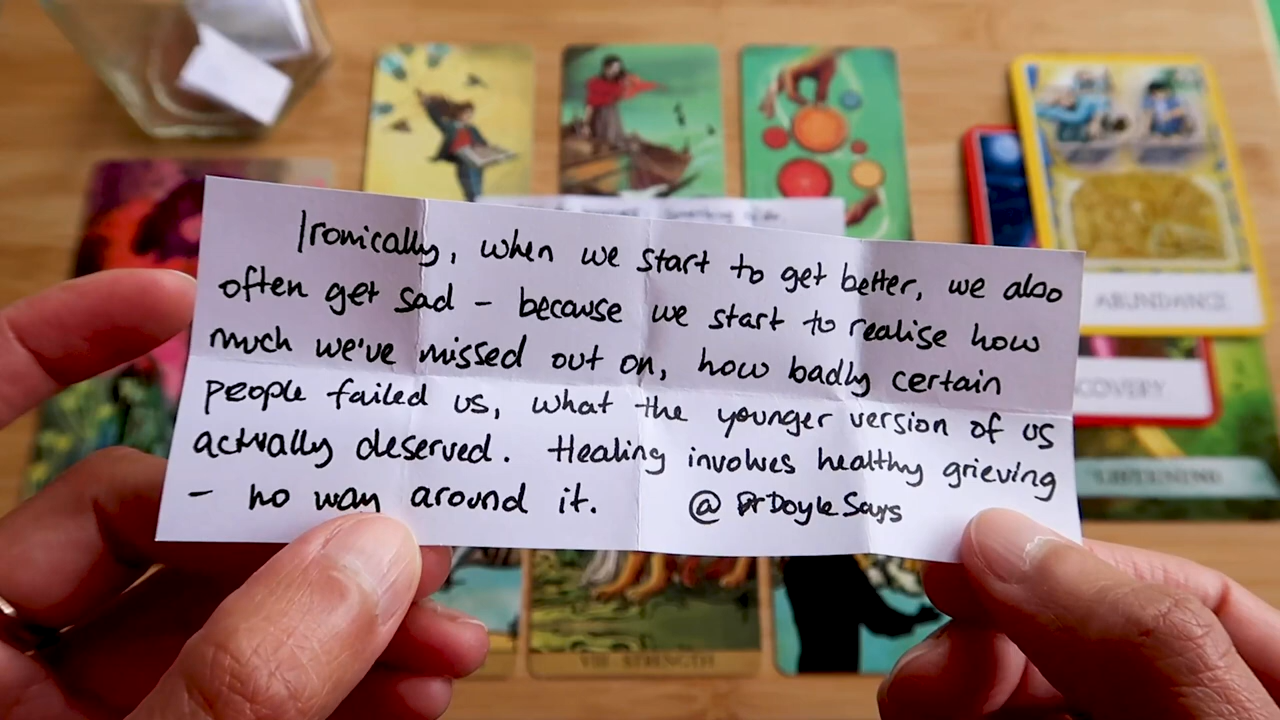 Ironically, when we start to get better, we also
often get sad – because we start to realise how
much we've missed out on, how badly certain
people failed us, what the younger version of us
actually deserved. Healing involves healthy grieving
– no way around it. @DrDoyleSays
ABUNDANCE
COVERY
LISTENING
VIII STRENGTH